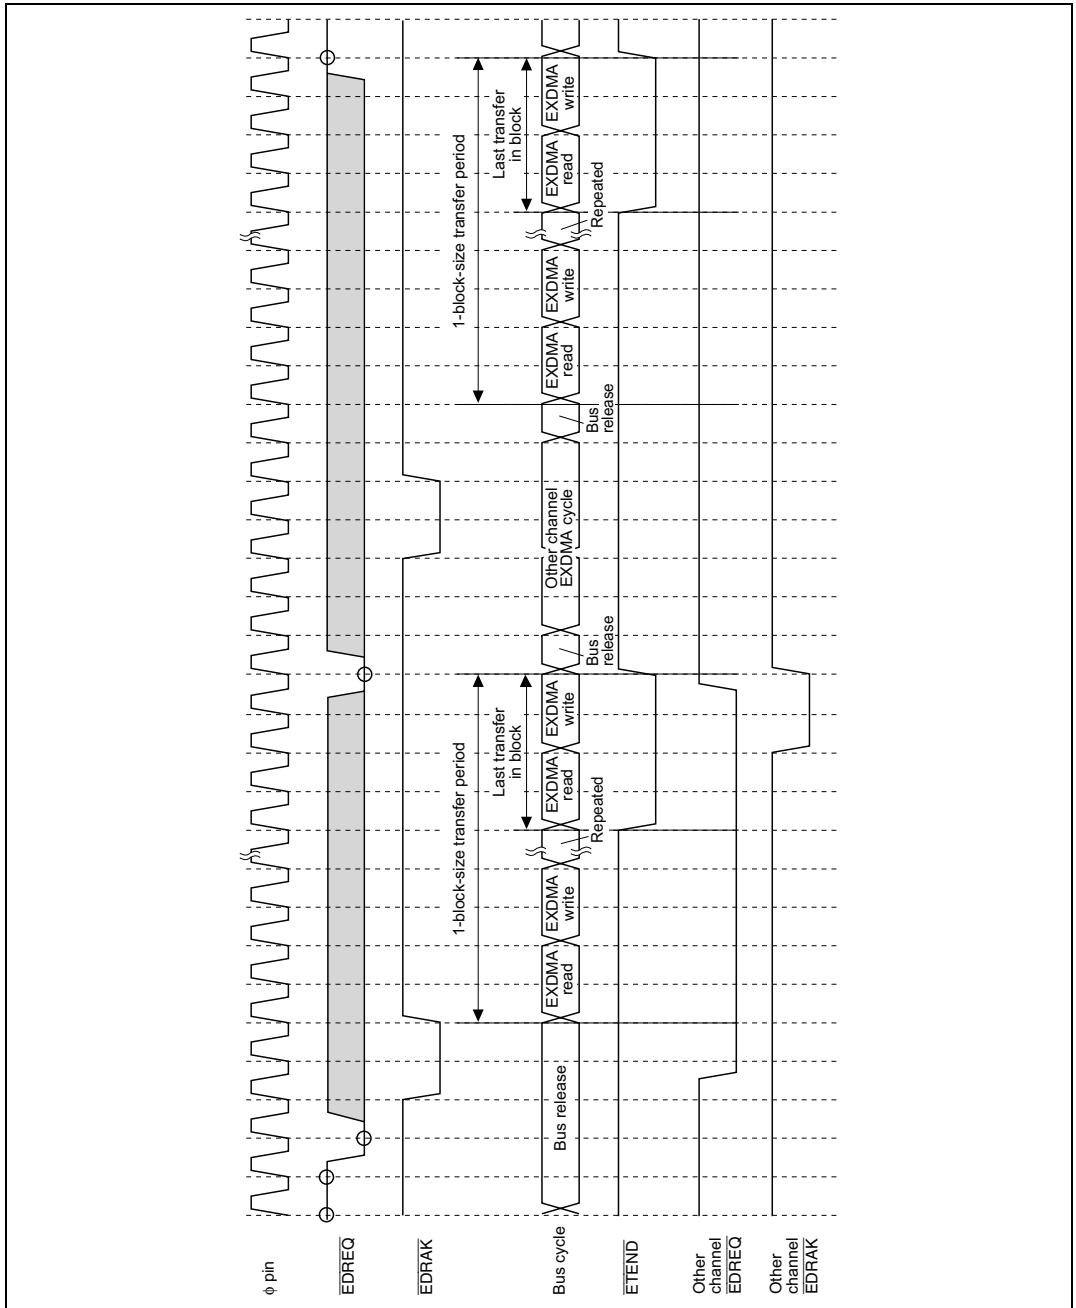 φ pin
EDREQ
EDRAK
Bus cycle
ETEND
Other
channel
EDREQ
Other
channel
EDRAK
1-block-size transfer period
1-block-size transfer period
Last transfer
in block
Last transfer
in block
Bus release
EXDMA
read
EXDMA
write
Repeated
EXDMA
read
EXDMA
write
Bus
release
Other channel
EXDMA cycle
Bus
release
EXDMA
read
EXDMA
write
Repeated
EXDMA
read
EXDMA
write